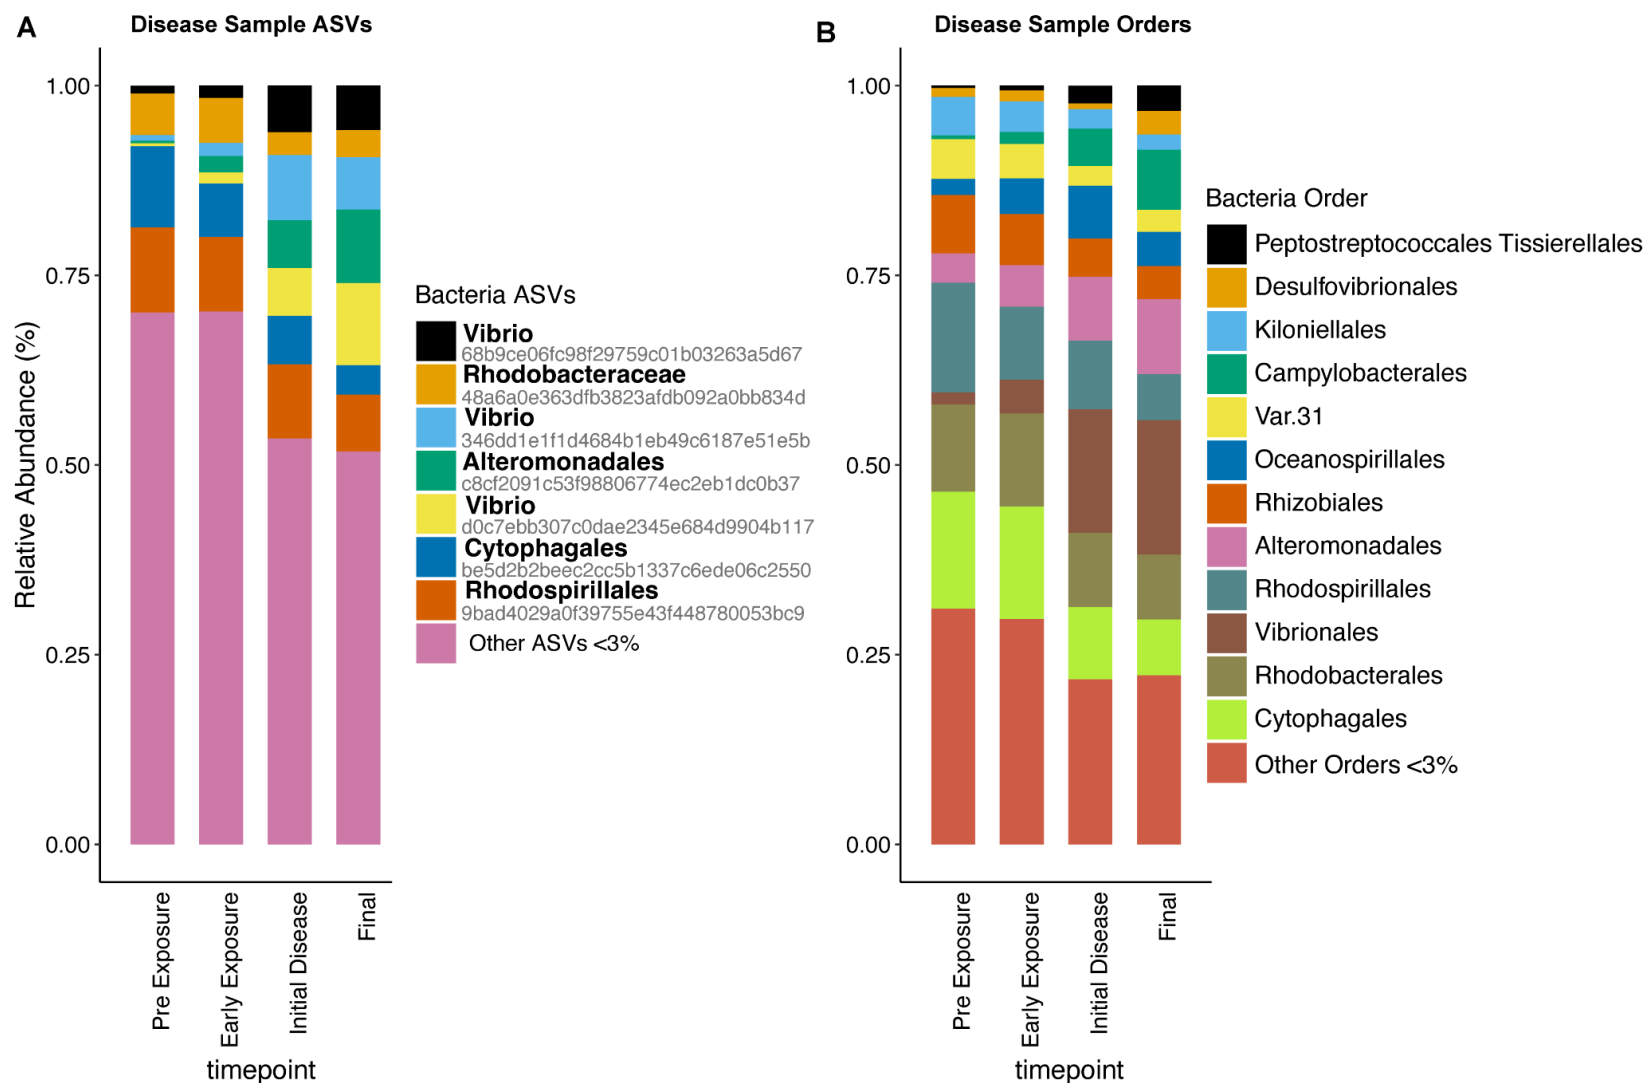 A
Disease Sample ASVs
Relative Abundance (%)
1.00
0.75
0.50
0.25
0.00
Pre Exposure
Early Exposure
Initial Disease
Final
timepoint
Bacteria ASVs
Vibrio
68b9ce06fc98f29759c01b03263a5d67
Rhodobacteraceae
48a6a0e363dfb3823afdb092a0bb834d
Vibrio
346dd1e1f1d4684b1eb49c6187e51e5b
Alteromonadales
c8cf2091c53f98806774ec2eb1dc0b37
Vibrio
d0c7ebb307c0dae2345e684d9904b117
Cytophagales
be5d2b2beec2cc5b1337c6ede06c2550
Rhodospirillales
9bad4029a0f39755e43f448780053bc9
Other ASVs <3%
B
Disease Sample Orders
1.00
0.75
0.50
0.25
0.00
Pre Exposure
Early Exposure
Initial Disease
Final
timepoint
Bacteria Order
Peptostreptococcales Tissierellales
Desulfovibrionales
Kiloniellales
Campylobacterales
Var.31
Oceanospirillales
Rhizobiales
Alteromonadales
Rhodospirillales
Vibrionales
Rhodobacterales
Cytophagales
Other Orders <3%